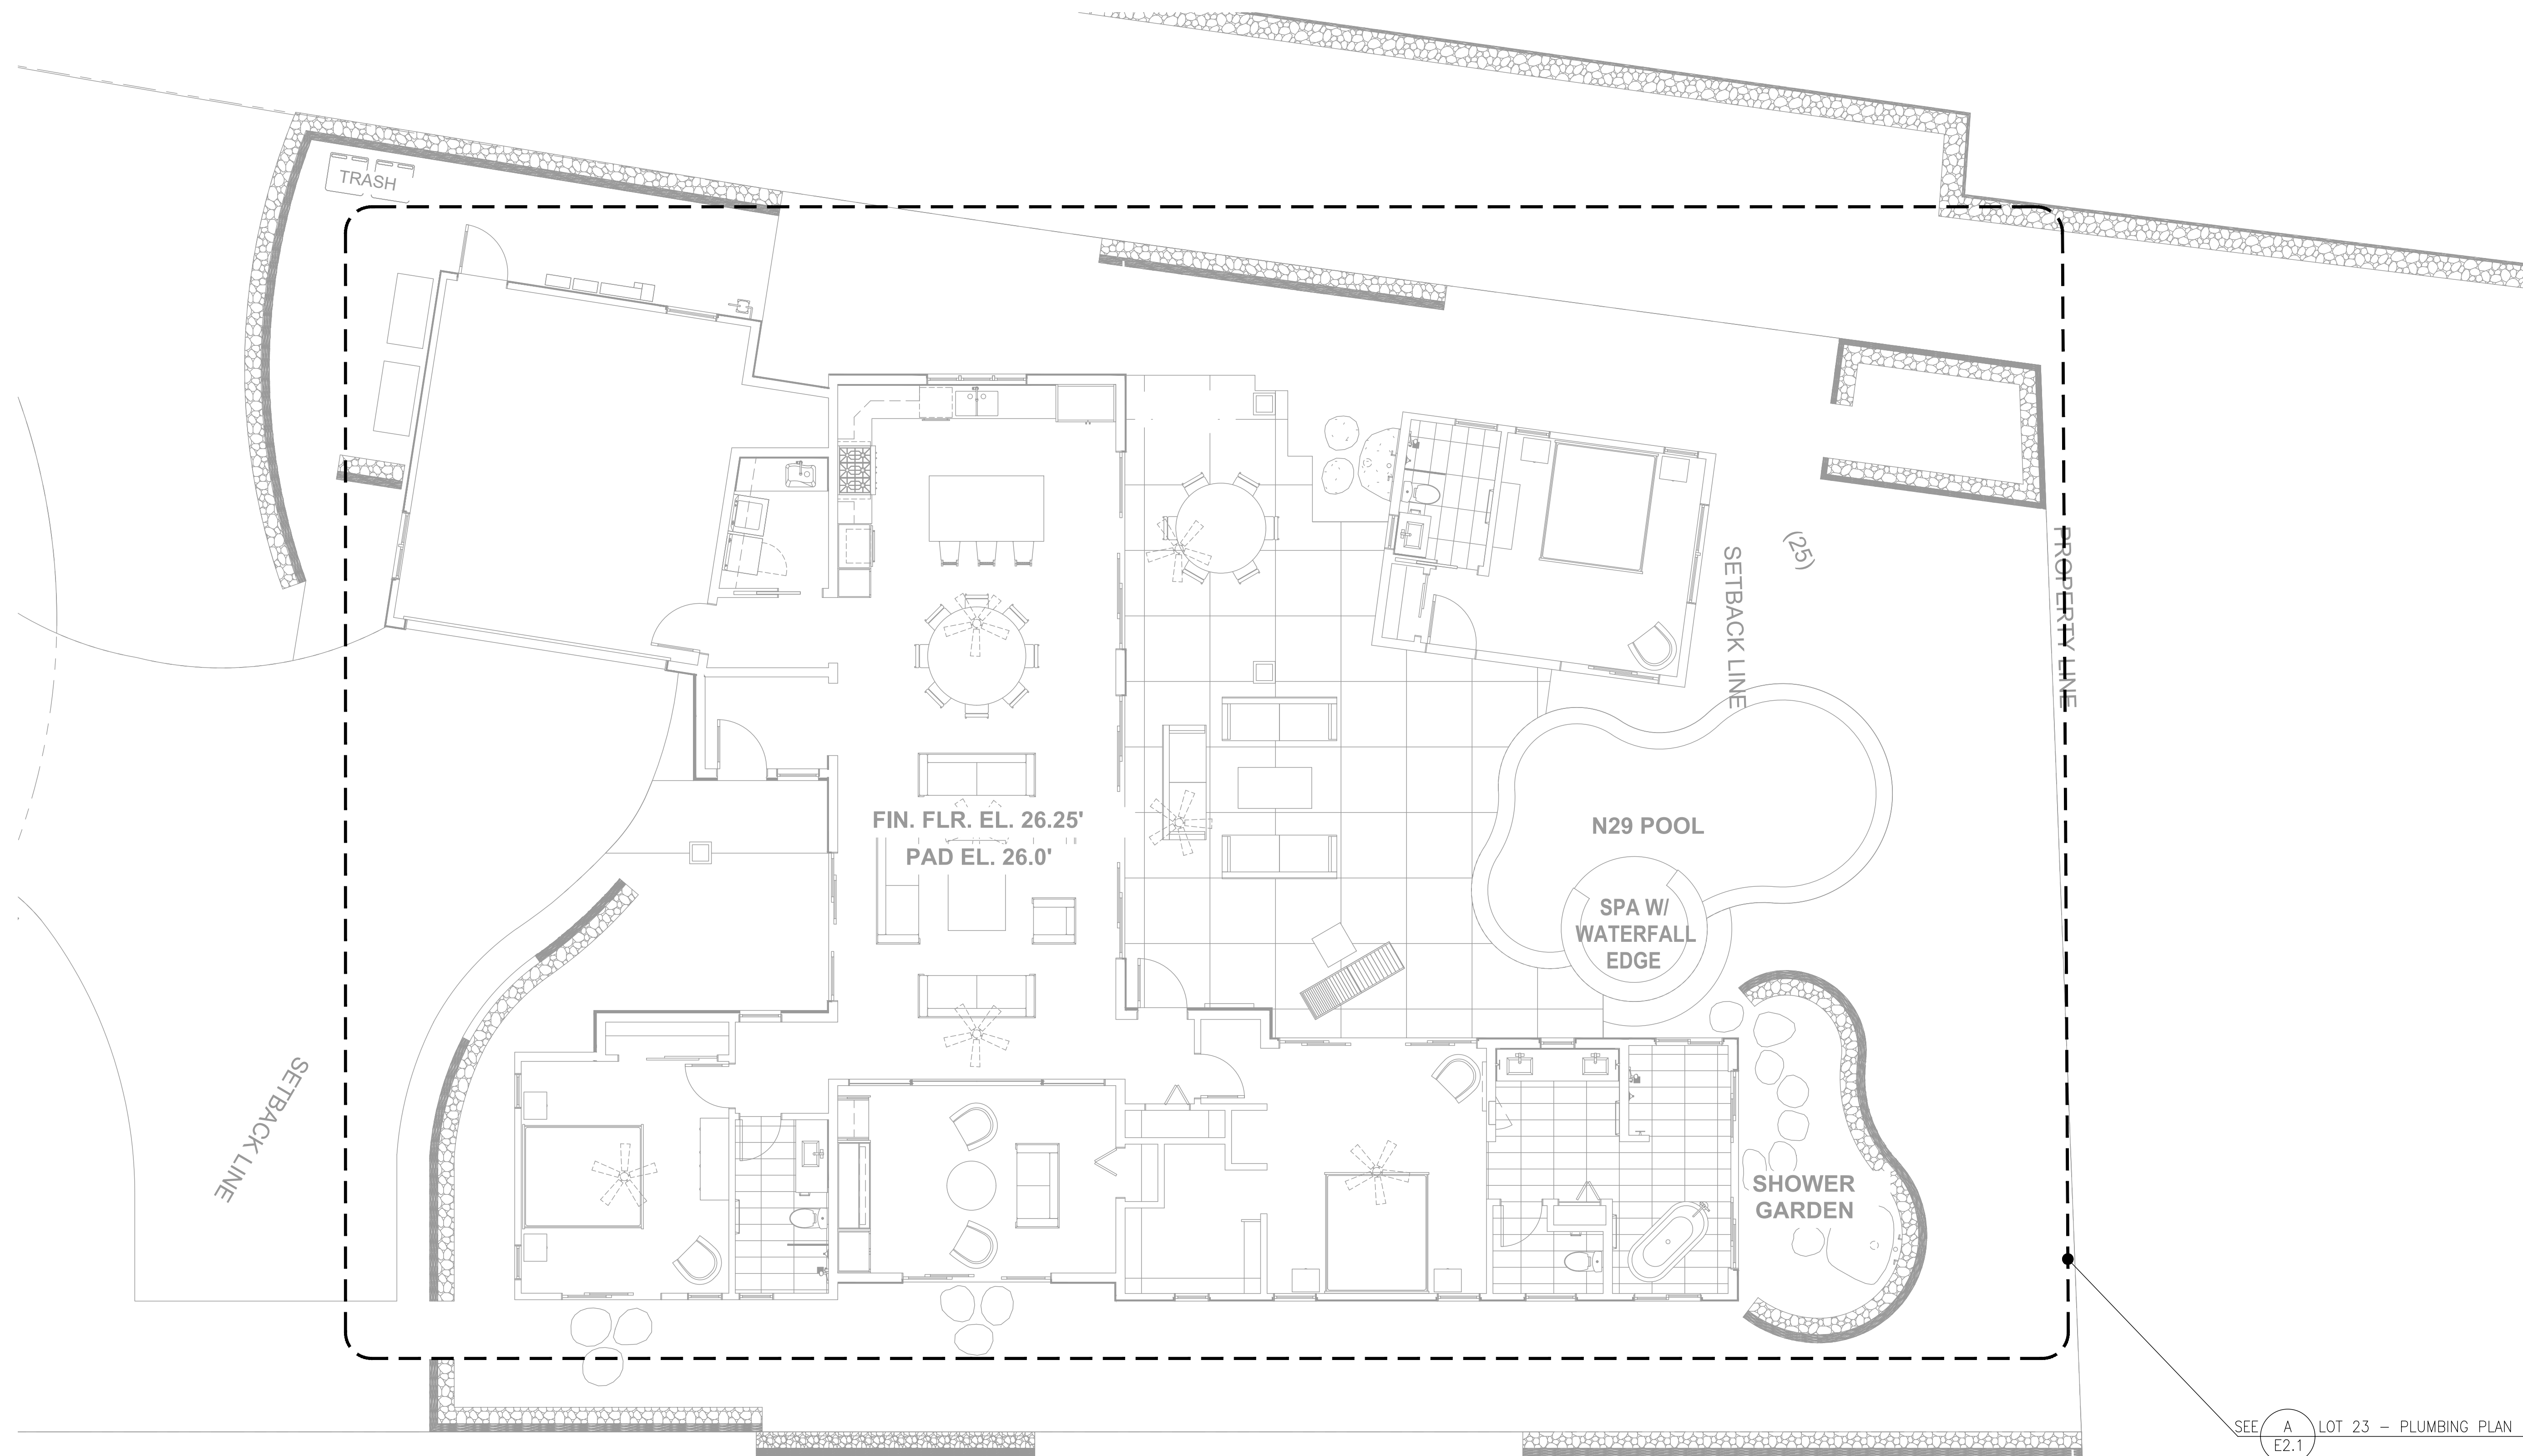 TRASH
SETBACK LINE
(25)
PROPERTY LINE
FIN. FLR. EL. 26.25'
PAD EL. 26.0'
N29 POOL
SPA W/
WATERFALL
EDGE
SETBACK LINE
SHOWER
GARDEN
SEE A LOT 23 - PLUMBING PLAN
E2.1